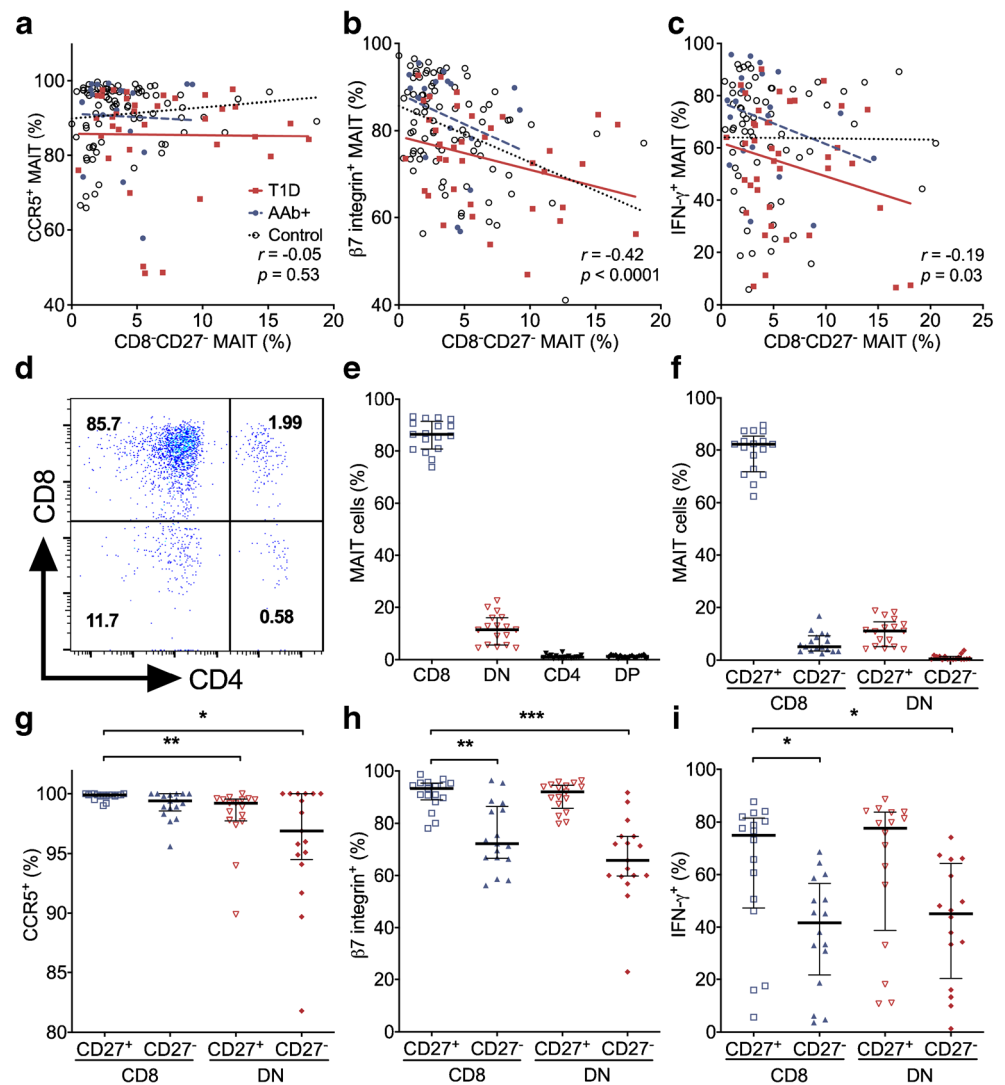 a
100
80
60
40
CCR5⁺ MAIT (%)
0 5 10 15 20
CD8⁻CD27⁻ MAIT (%)
T1D
AAb+
Control
r = -0.05
p = 0.53
b
100
80
60
40
β7 integrin⁺ MAIT (%)
0 5 10 15 20
CD8⁻CD27⁻ MAIT (%)
r = -0.42
p < 0.0001
c
100
80
60
40
20
0
IFN-γ⁺ MAIT (%)
0 5 10 15 20 25
CD8⁻CD27⁻ MAIT (%)
r = -0.19
p = 0.03
d
85.7 1.99
11.7 0.58
CD8
CD4
e
100
80
60
40
20
0
MAIT cells (%)
CD8 DN CD4 DP
f
100
80
60
40
20
0
MAIT cells (%)
CD27⁺ CD27⁻ CD27⁺ CD27⁻
CD8 DN
g
*
**
100
95
90
85
80
CCR5⁺ (%)
CD27⁺ CD27⁻ CD27⁺ CD27⁻
CD8 DN
h
***
**
100
80
60
40
20
0
β7 integrin⁺ (%)
CD27⁺ CD27⁻ CD27⁺ CD27⁻
CD8 DN
i
*
*
100
80
60
40
20
0
IFN-γ⁺ (%)
CD27⁺ CD27⁻ CD27⁺ CD27⁻
CD8 DN